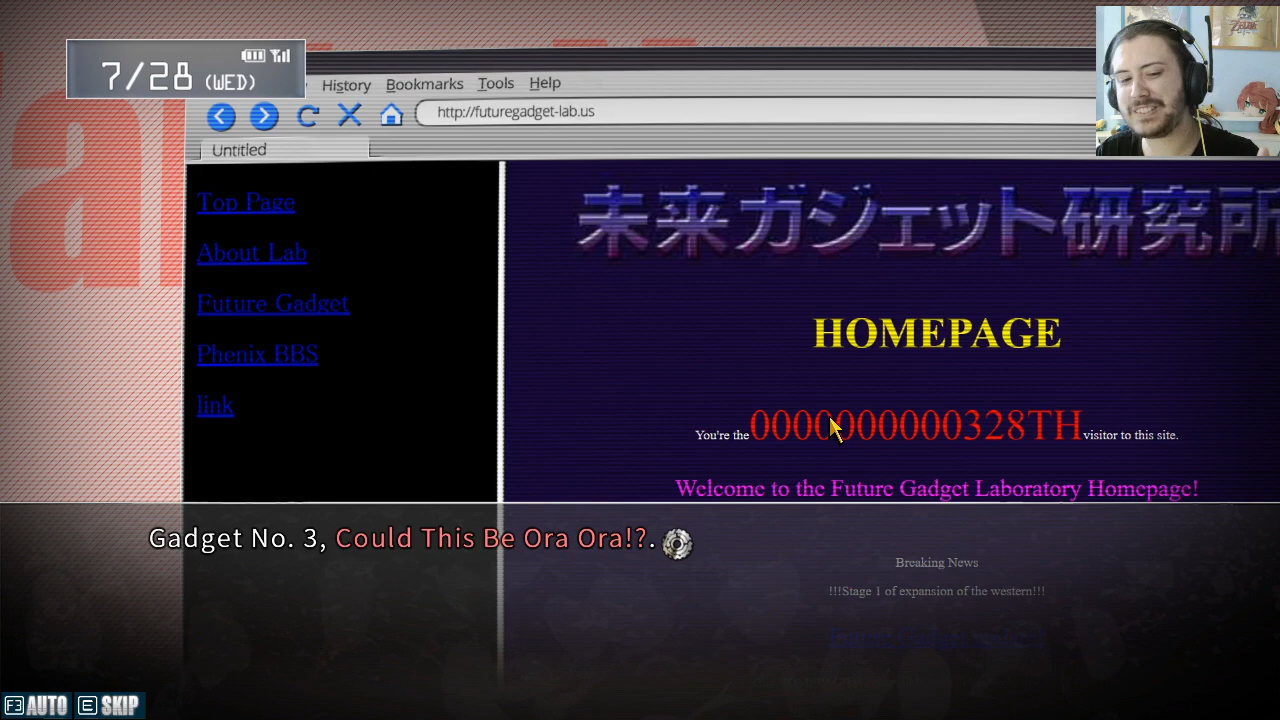 7/28 (WED)
History Bookmarks Tools Help
http://futuregadget-lab.us
Untitled
Top Page
About Lab
Future Gadget
Phenix BBS
link
未来ガジェット研究所
HOMEPAGE
You're the 0000000000328TH visitor to this site.
Welcome to the Future Gadget Laboratory Homepage!
Gadget No. 3, Could This Be Ora Ora!?.
Breaking News
!!!Stage 1 of expansion of the western!!!
F3 AUTO E SKIP